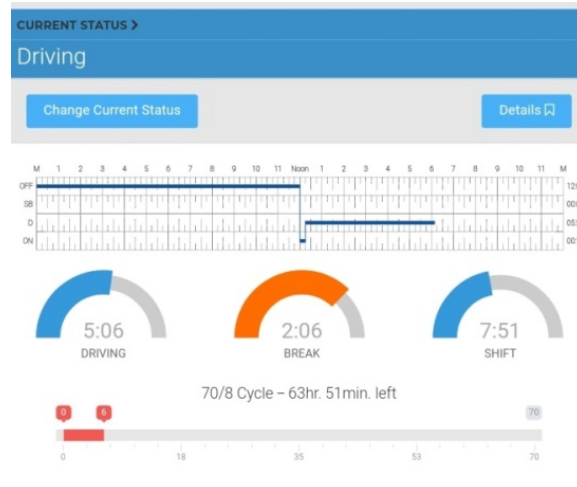 CURRENT STATUS >
Driving
Change Current Status Details
M 1 2 3 4 5 6 7 8 9 10 11 Noon 1 2 3 4 5 6 7 8 9 10 11 M
OFF
SB
D
ON
5:06 2:06 7:51
DRIVING BREAK SHIFT
70/8 Cycle – 63hr. 51min. left
0 6 70
0 18 35 53 70